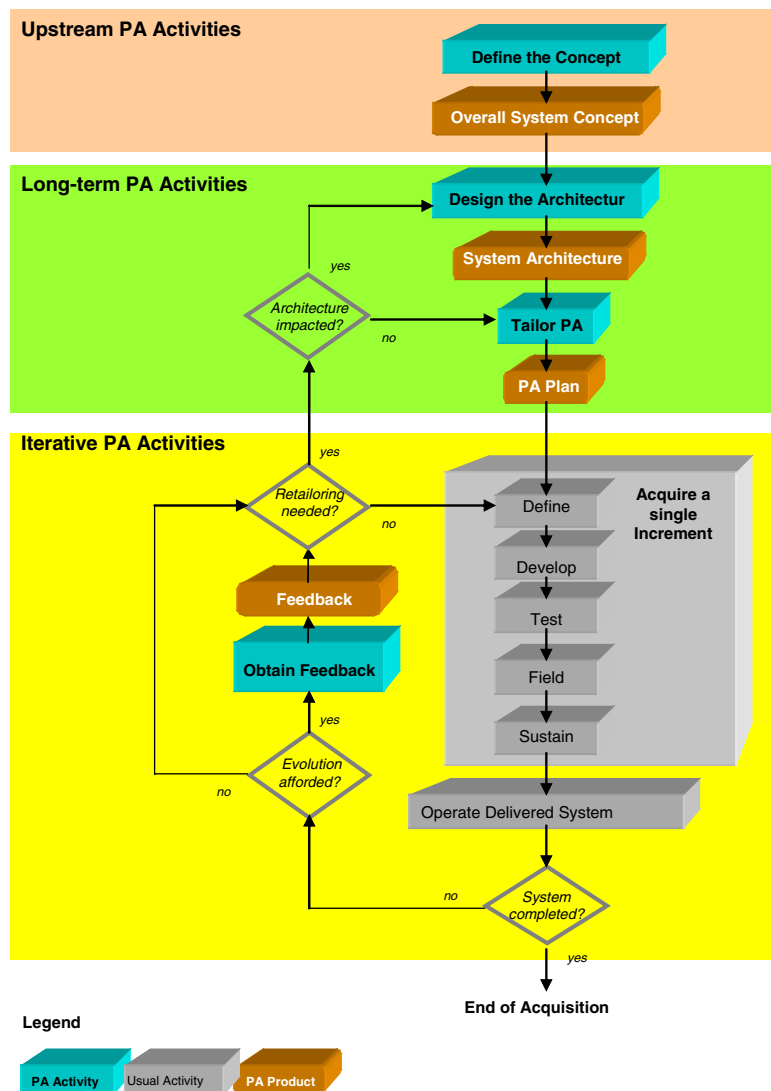 Upstream PA Activities
Define the Concept
Overall System Concept
Long-term PA Activities
Design the Architectur
yes
System Architecture
Architecture
impacted?
no
Tailor PA
PA Plan
Iterative PA Activities
yes
Retailoring
needed?
no
Acquire a
single
Increment
Define
Develop
Feedback
Test
Obtain Feedback
Field
yes
Sustain
Evolution
afforded?
no
Operate Delivered System
no
System
completed?
yes
End of Acquisition
Legend
PA Activity
Usual Activity
PA Product